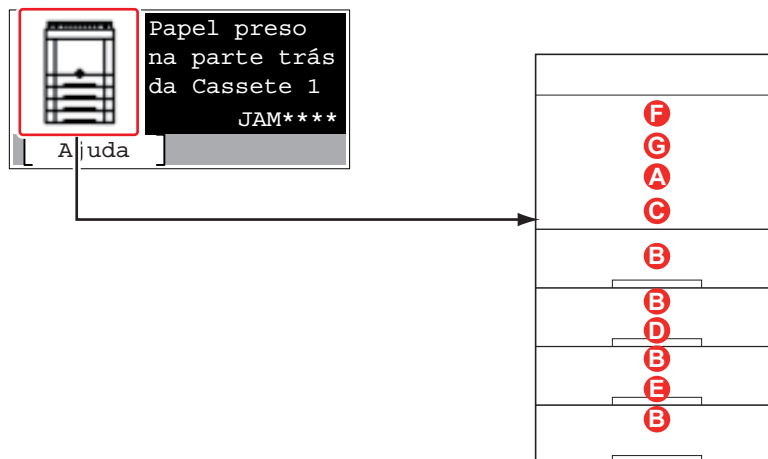 Papel preso
na parte trás
da Cassete 1
JAM****
[ Ajuda ]
F
G
A
C
B
B
D
B
E
B